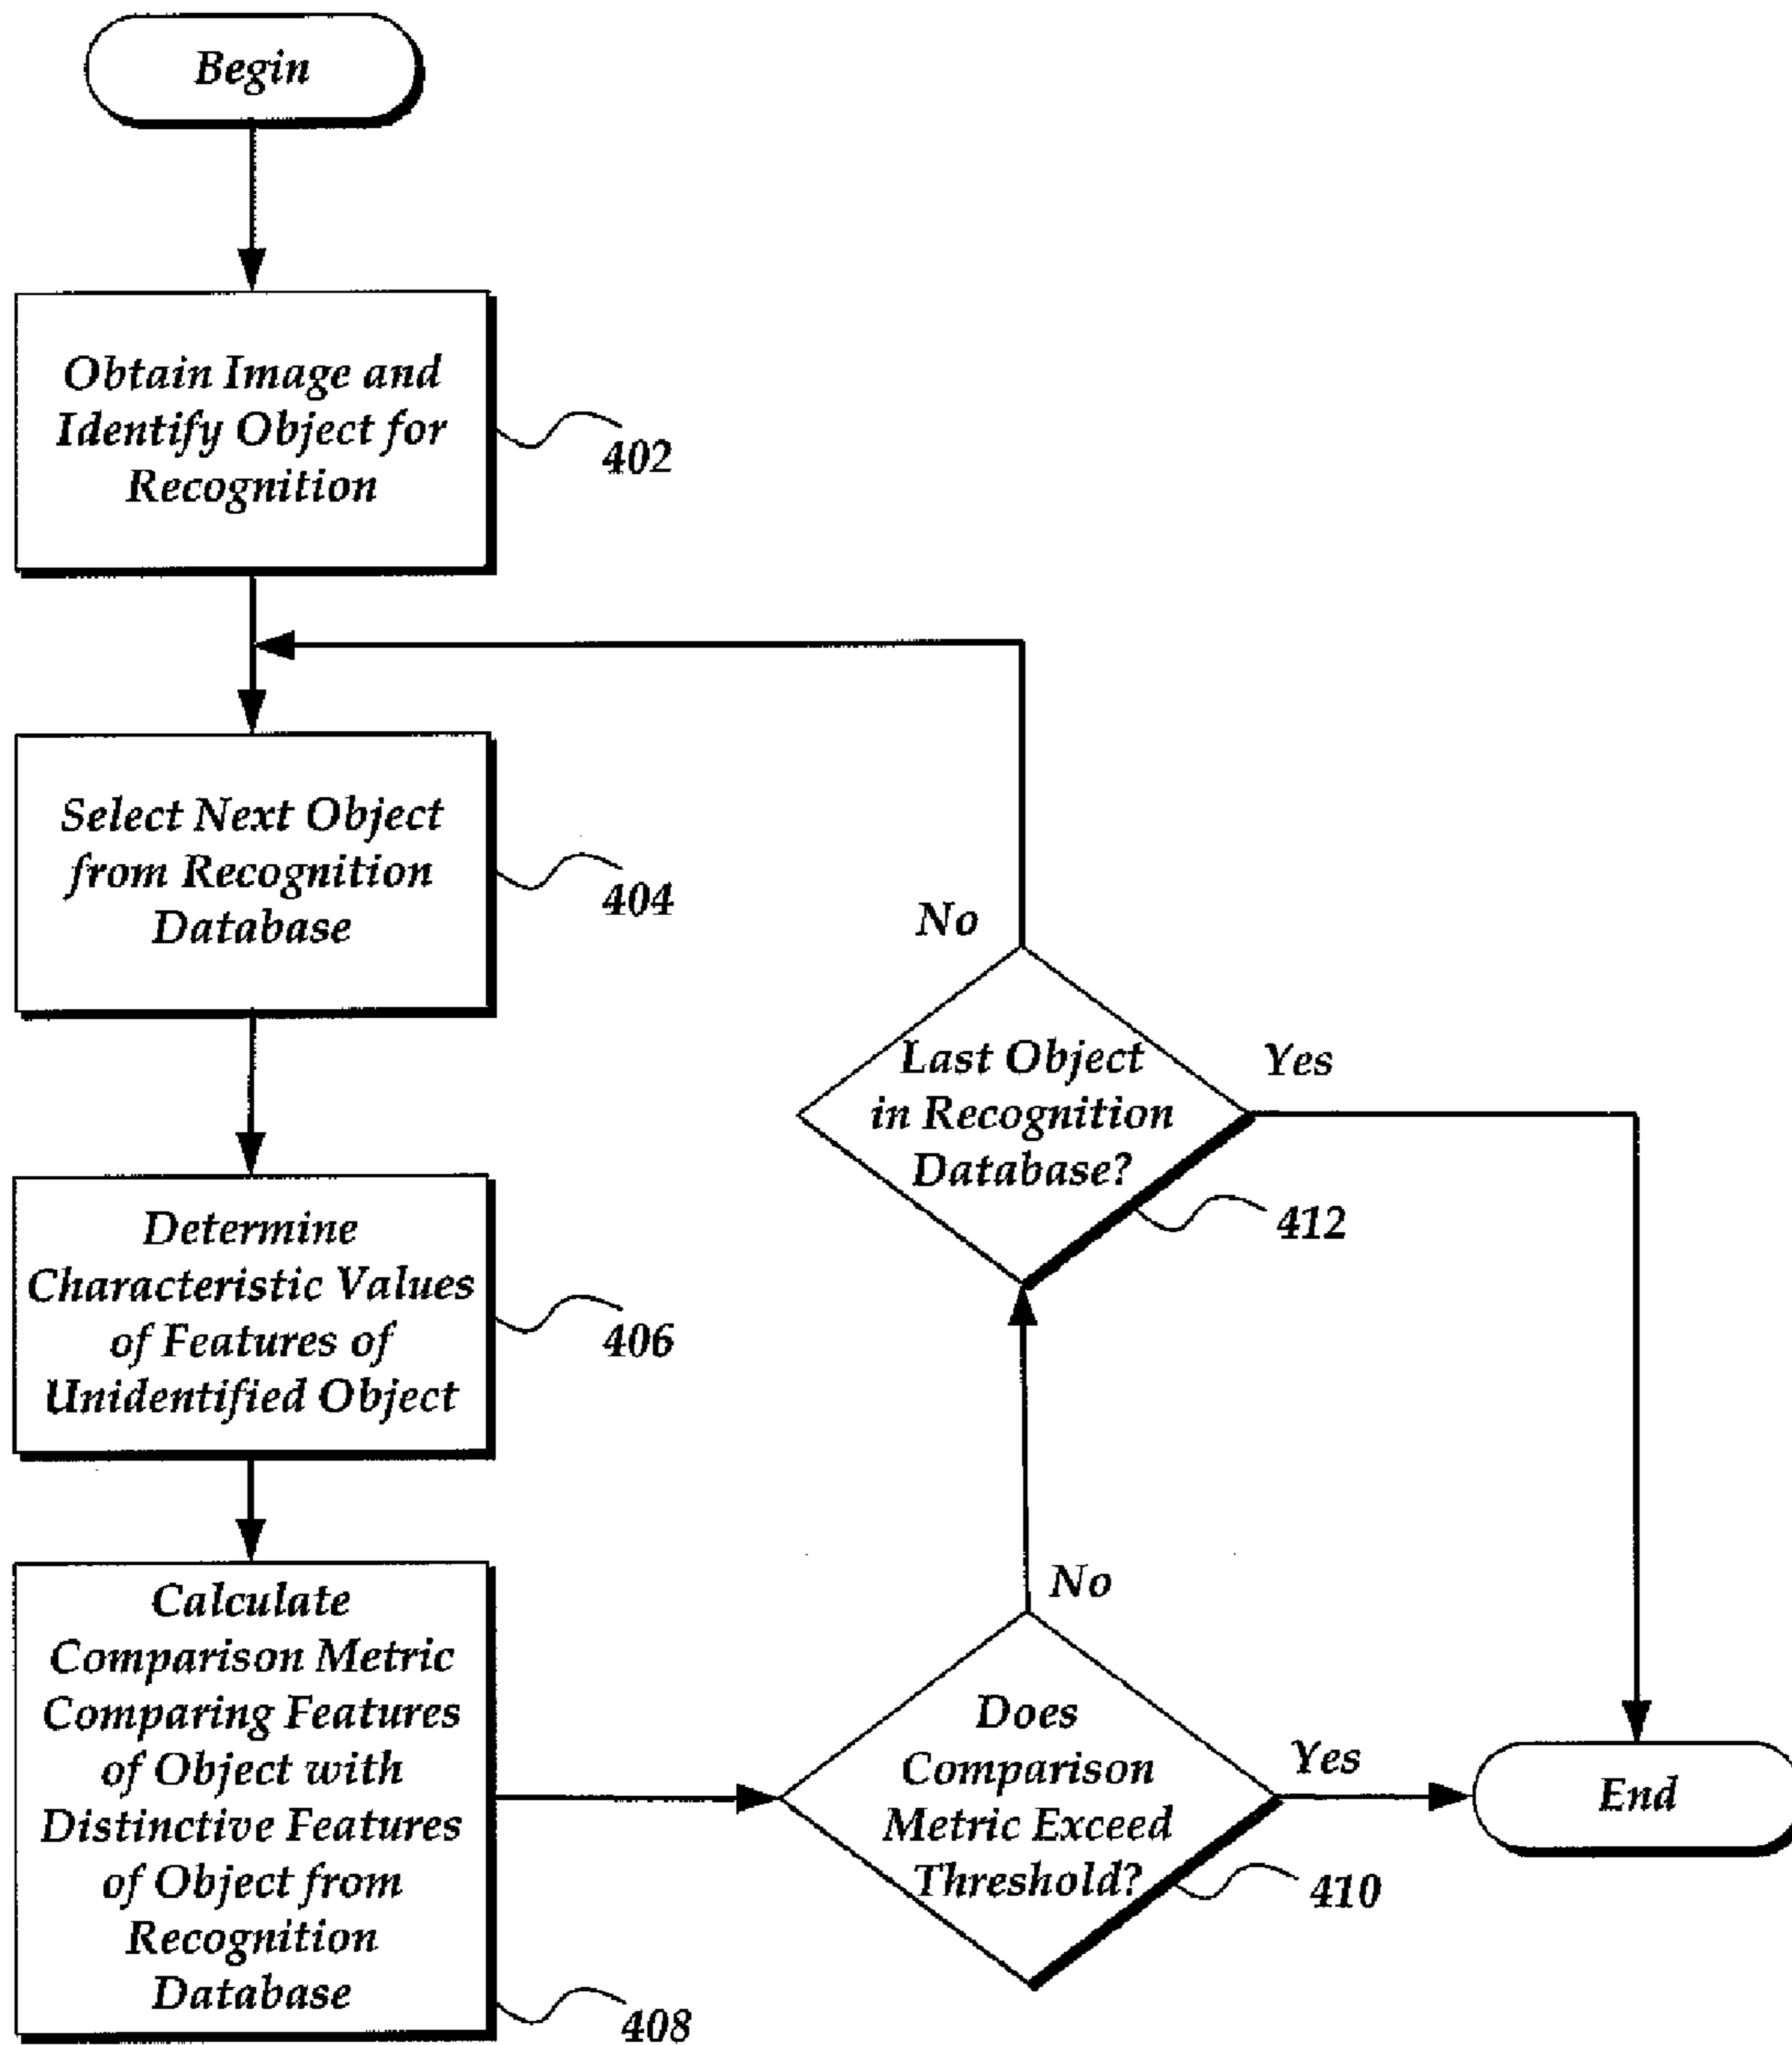 Begin
Obtain Image and
Identify Object for
Recognition
402
Select Next Object
from Recognition
Database
404
Determine
Characteristic Values
of Features of
Unidentified Object
406
Calculate
Comparison Metric
Comparing Features
of Object with
Distinctive Features
of Object from
Recognition
Database
408
Does
Comparison
Metric Exceed
Threshold?
410
No
Yes
Last Object
in Recognition
Database?
412
No
Yes
End